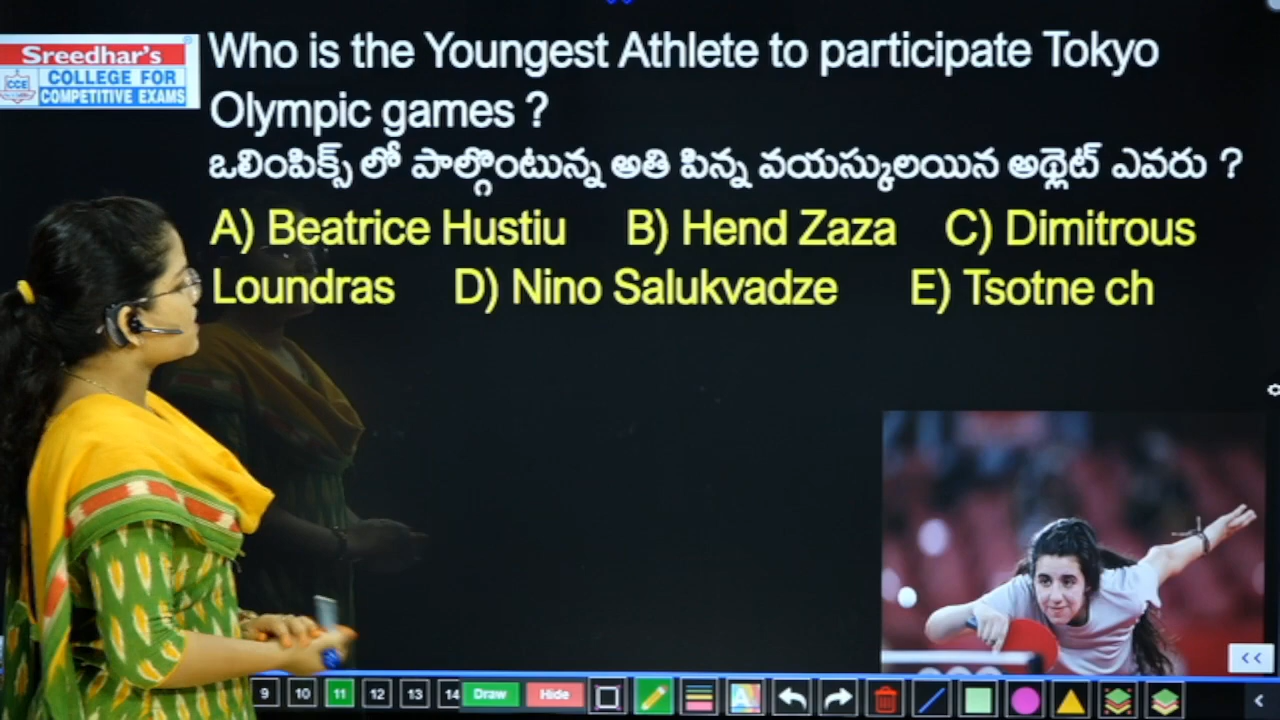 Sreedhar's
CCE
COLLEGE FOR
COMPETITIVE EXAMS
Who is the Youngest Athlete to participate Tokyo
Olympic games ?
ఒలింపిక్స్ లో పాల్గొంటున్న అతి పిన్న వయస్కులయిన అథ్లెట్ ఎవరు ?
A) Beatrice Hustiu B) Hend Zaza C) Dimitrous
Loundras D) Nino Salukvadze E) Tsotne ch
9 10 11 12 13 14 Draw Hide